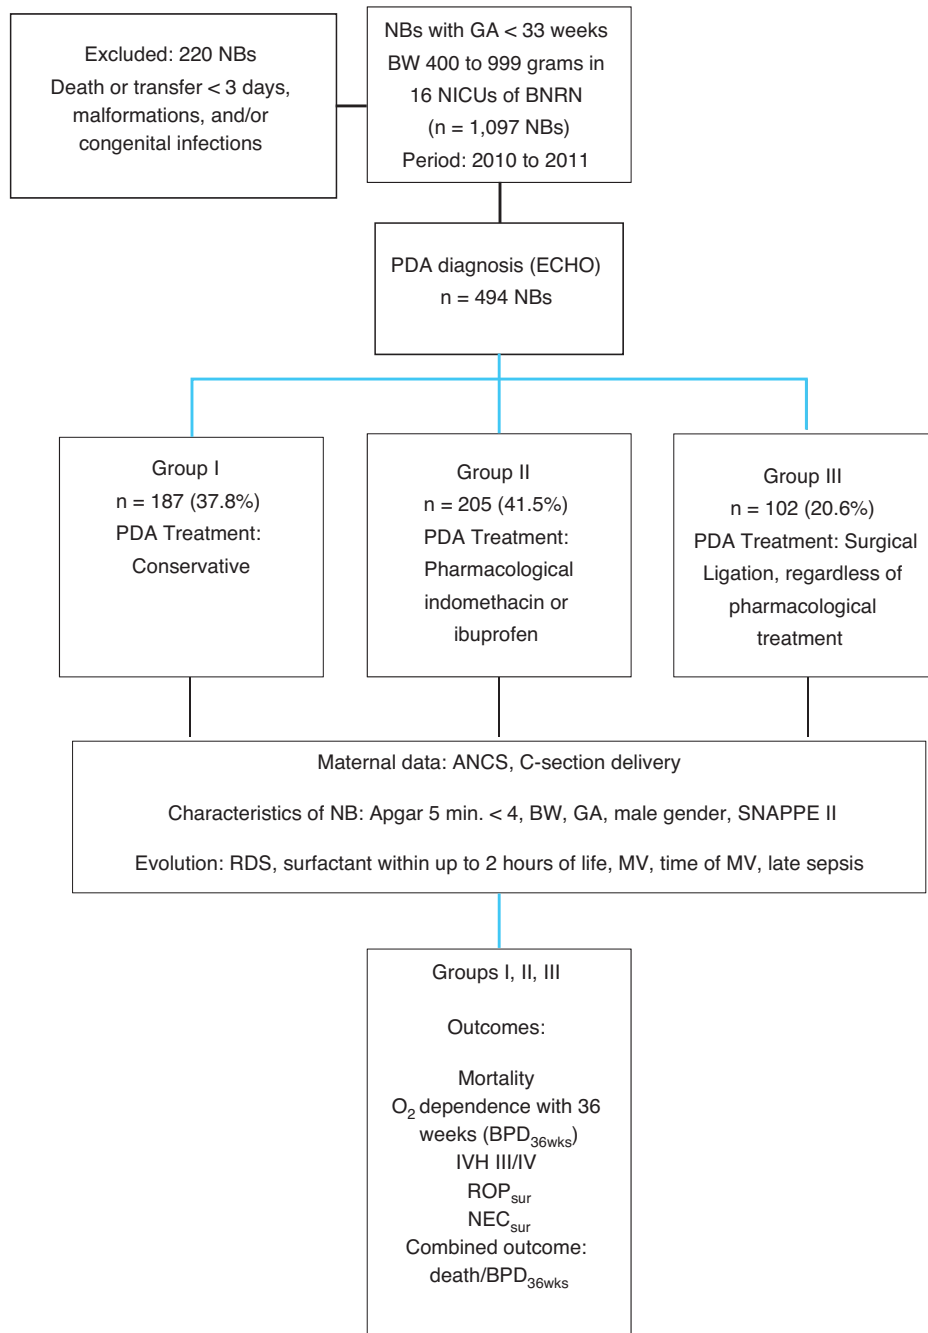 Excluded: 220 NBs
Death or transfer < 3 days,
malformations, and/or
congenital infections
NBs with GA < 33 weeks
BW 400 to 999 grams in
16 NICUs of BNRN
(n = 1,097 NBs)
Period: 2010 to 2011
PDA diagnosis (ECHO)
n = 494 NBs
Group I
n = 187 (37.8%)
PDA Treatment:
Conservative
Group II
n = 205 (41.5%)
PDA Treatment:
Pharmacological
indomethacin or
ibuprofen
Group III
n = 102 (20.6%)
PDA Treatment: Surgical
Ligation, regardless of
pharmacological
treatment
Maternal data: ANCS, C-section delivery
Characteristics of NB: Apgar 5 min. < 4, BW, GA, male gender, SNAPPE II
Evolution: RDS, surfactant within up to 2 hours of life, MV, time of MV, late sepsis
Groups I, II, III
Outcomes:
Mortality
O2 dependence with 36
weeks (BPD36wks)
IVH III/IV
ROPsur
NECsur
Combined outcome:
death/BPD36wks